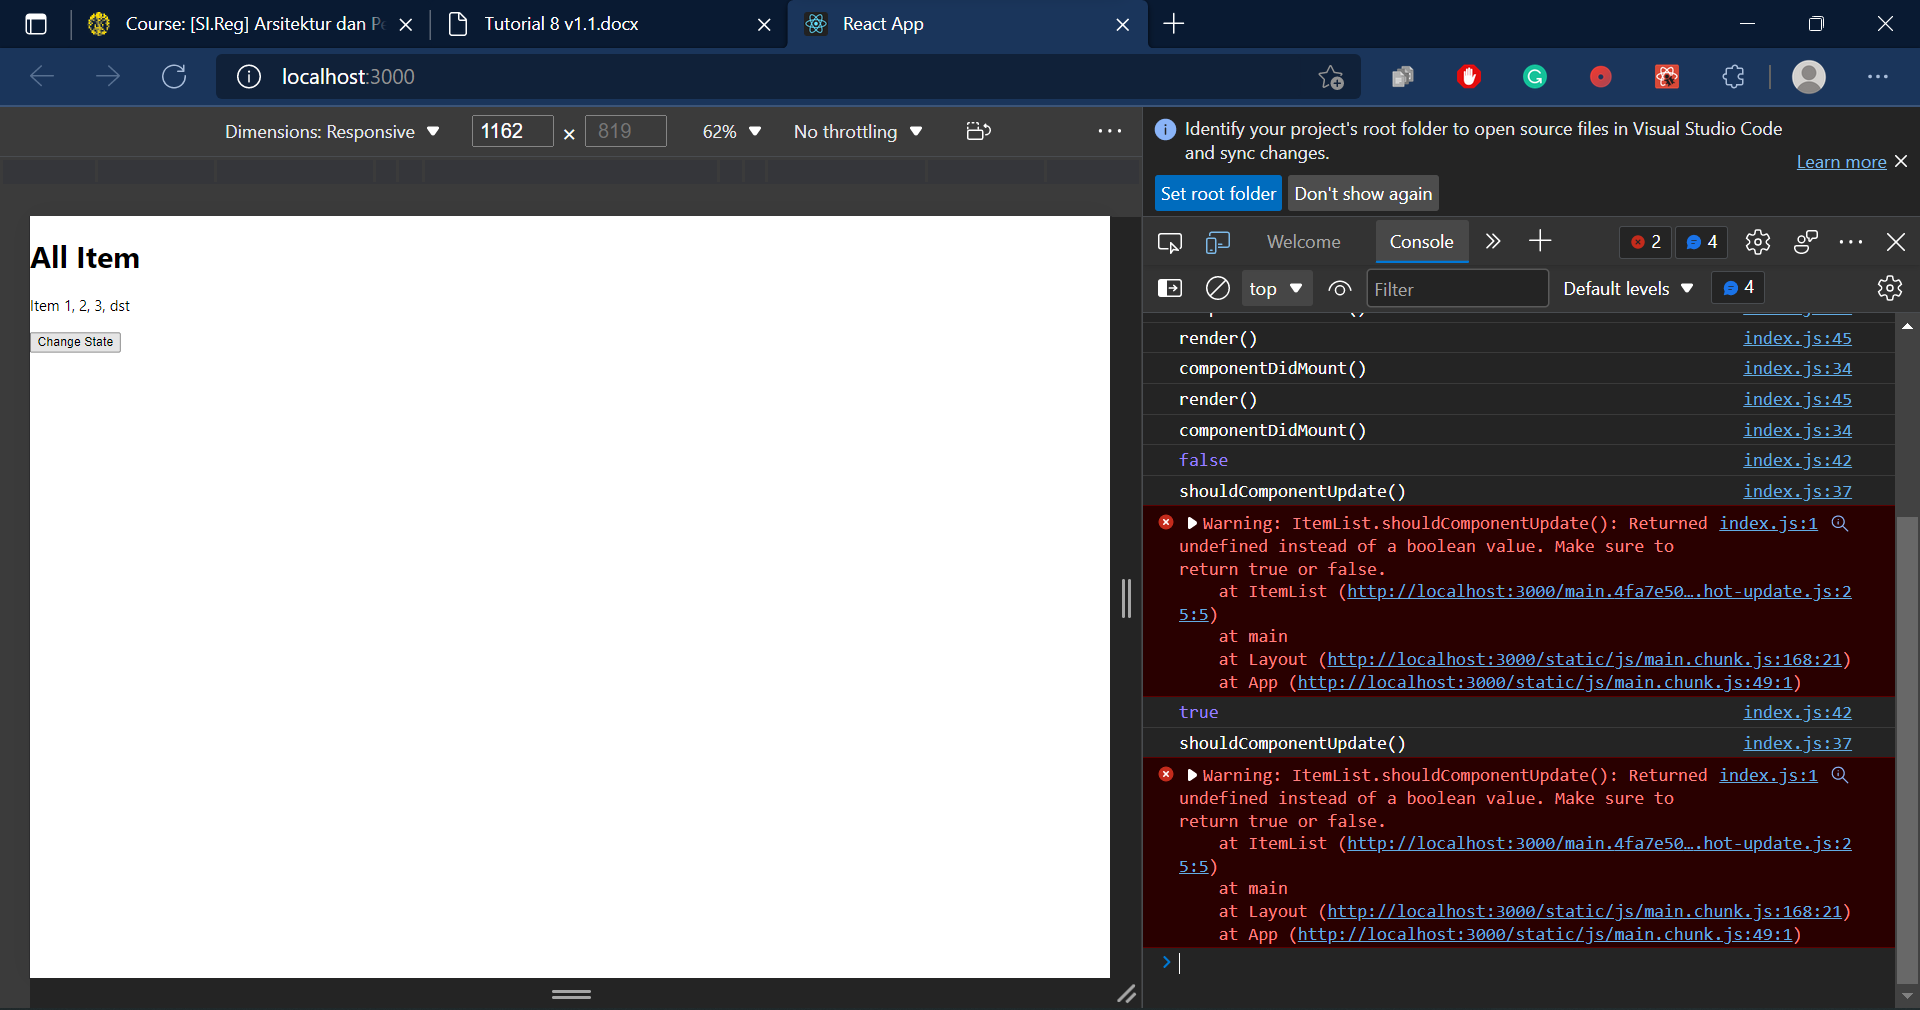 Course: [SI.Reg] Arsitektur dan Pe
Tutorial 8 v1.1.docx
React App
localhost:3000
Dimensions: Responsive
1162 × 819
62%
No throttling
All Item
Item 1, 2, 3, dst
Change State
Identify your project's root folder to open source files in Visual Studio Code
and sync changes.
Learn more
Set root folder
Don't show again
Welcome
Console
2
4
top
Filter
Default levels
4
render() index.js:45
componentDidMount() index.js:34
render() index.js:45
componentDidMount() index.js:34
false index.js:42
shouldComponentUpdate() index.js:37
Warning: ItemList.shouldComponentUpdate(): Returned index.js:1
undefined instead of a boolean value. Make sure to
return true or false.
at ItemList (http://localhost:3000/main.4fa7e50….hot-update.js:2
5:5)
at main
at Layout (http://localhost:3000/static/js/main.chunk.js:168:21)
at App (http://localhost:3000/static/js/main.chunk.js:49:1)
true index.js:42
shouldComponentUpdate() index.js:37
Warning: ItemList.shouldComponentUpdate(): Returned index.js:1
undefined instead of a boolean value. Make sure to
return true or false.
at ItemList (http://localhost:3000/main.4fa7e50….hot-update.js:2
5:5)
at main
at Layout (http://localhost:3000/static/js/main.chunk.js:168:21)
at App (http://localhost:3000/static/js/main.chunk.js:49:1)